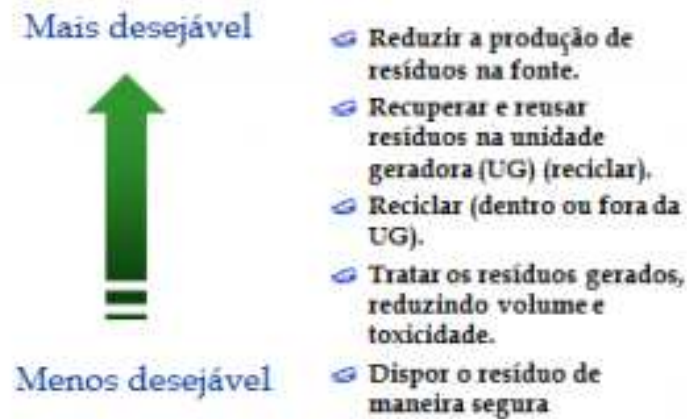 Mais desejável
Reduzir a produção de
resíduos na fonte.
Recuperar e reusar
resíduos na unidade
geradora (UG) (reciclar).
Reciclar (dentro ou fora da
UG).
Tratar os resíduos gerados,
reduzindo volume e
toxicidade.
Menos desejável
Dispor o resíduo de
maneira segura